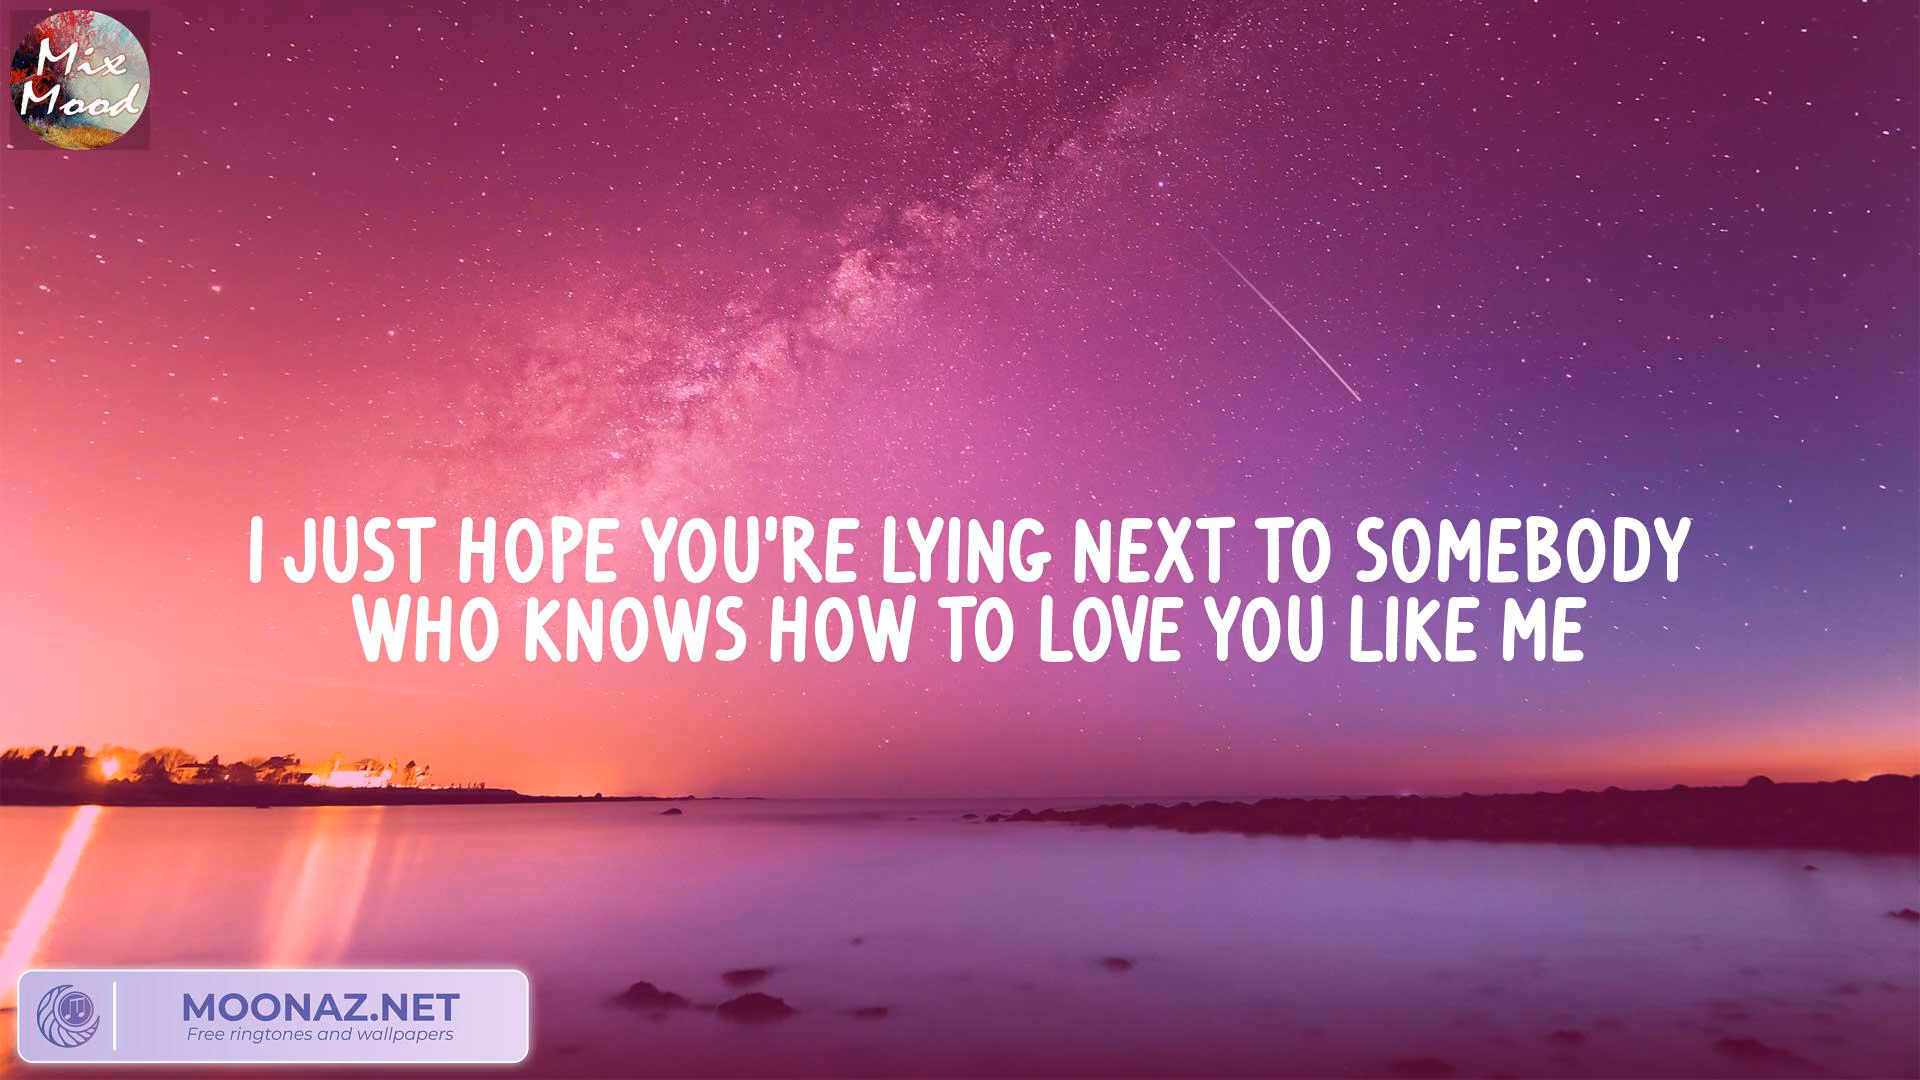 Mix
Mood
I JUST HOPE YOU'RE LYING NEXT TO SOMEBODY
WHO KNOWS HOW TO LOVE YOU LIKE ME
MOONAZ.NET
Free ringtones and wallpapers